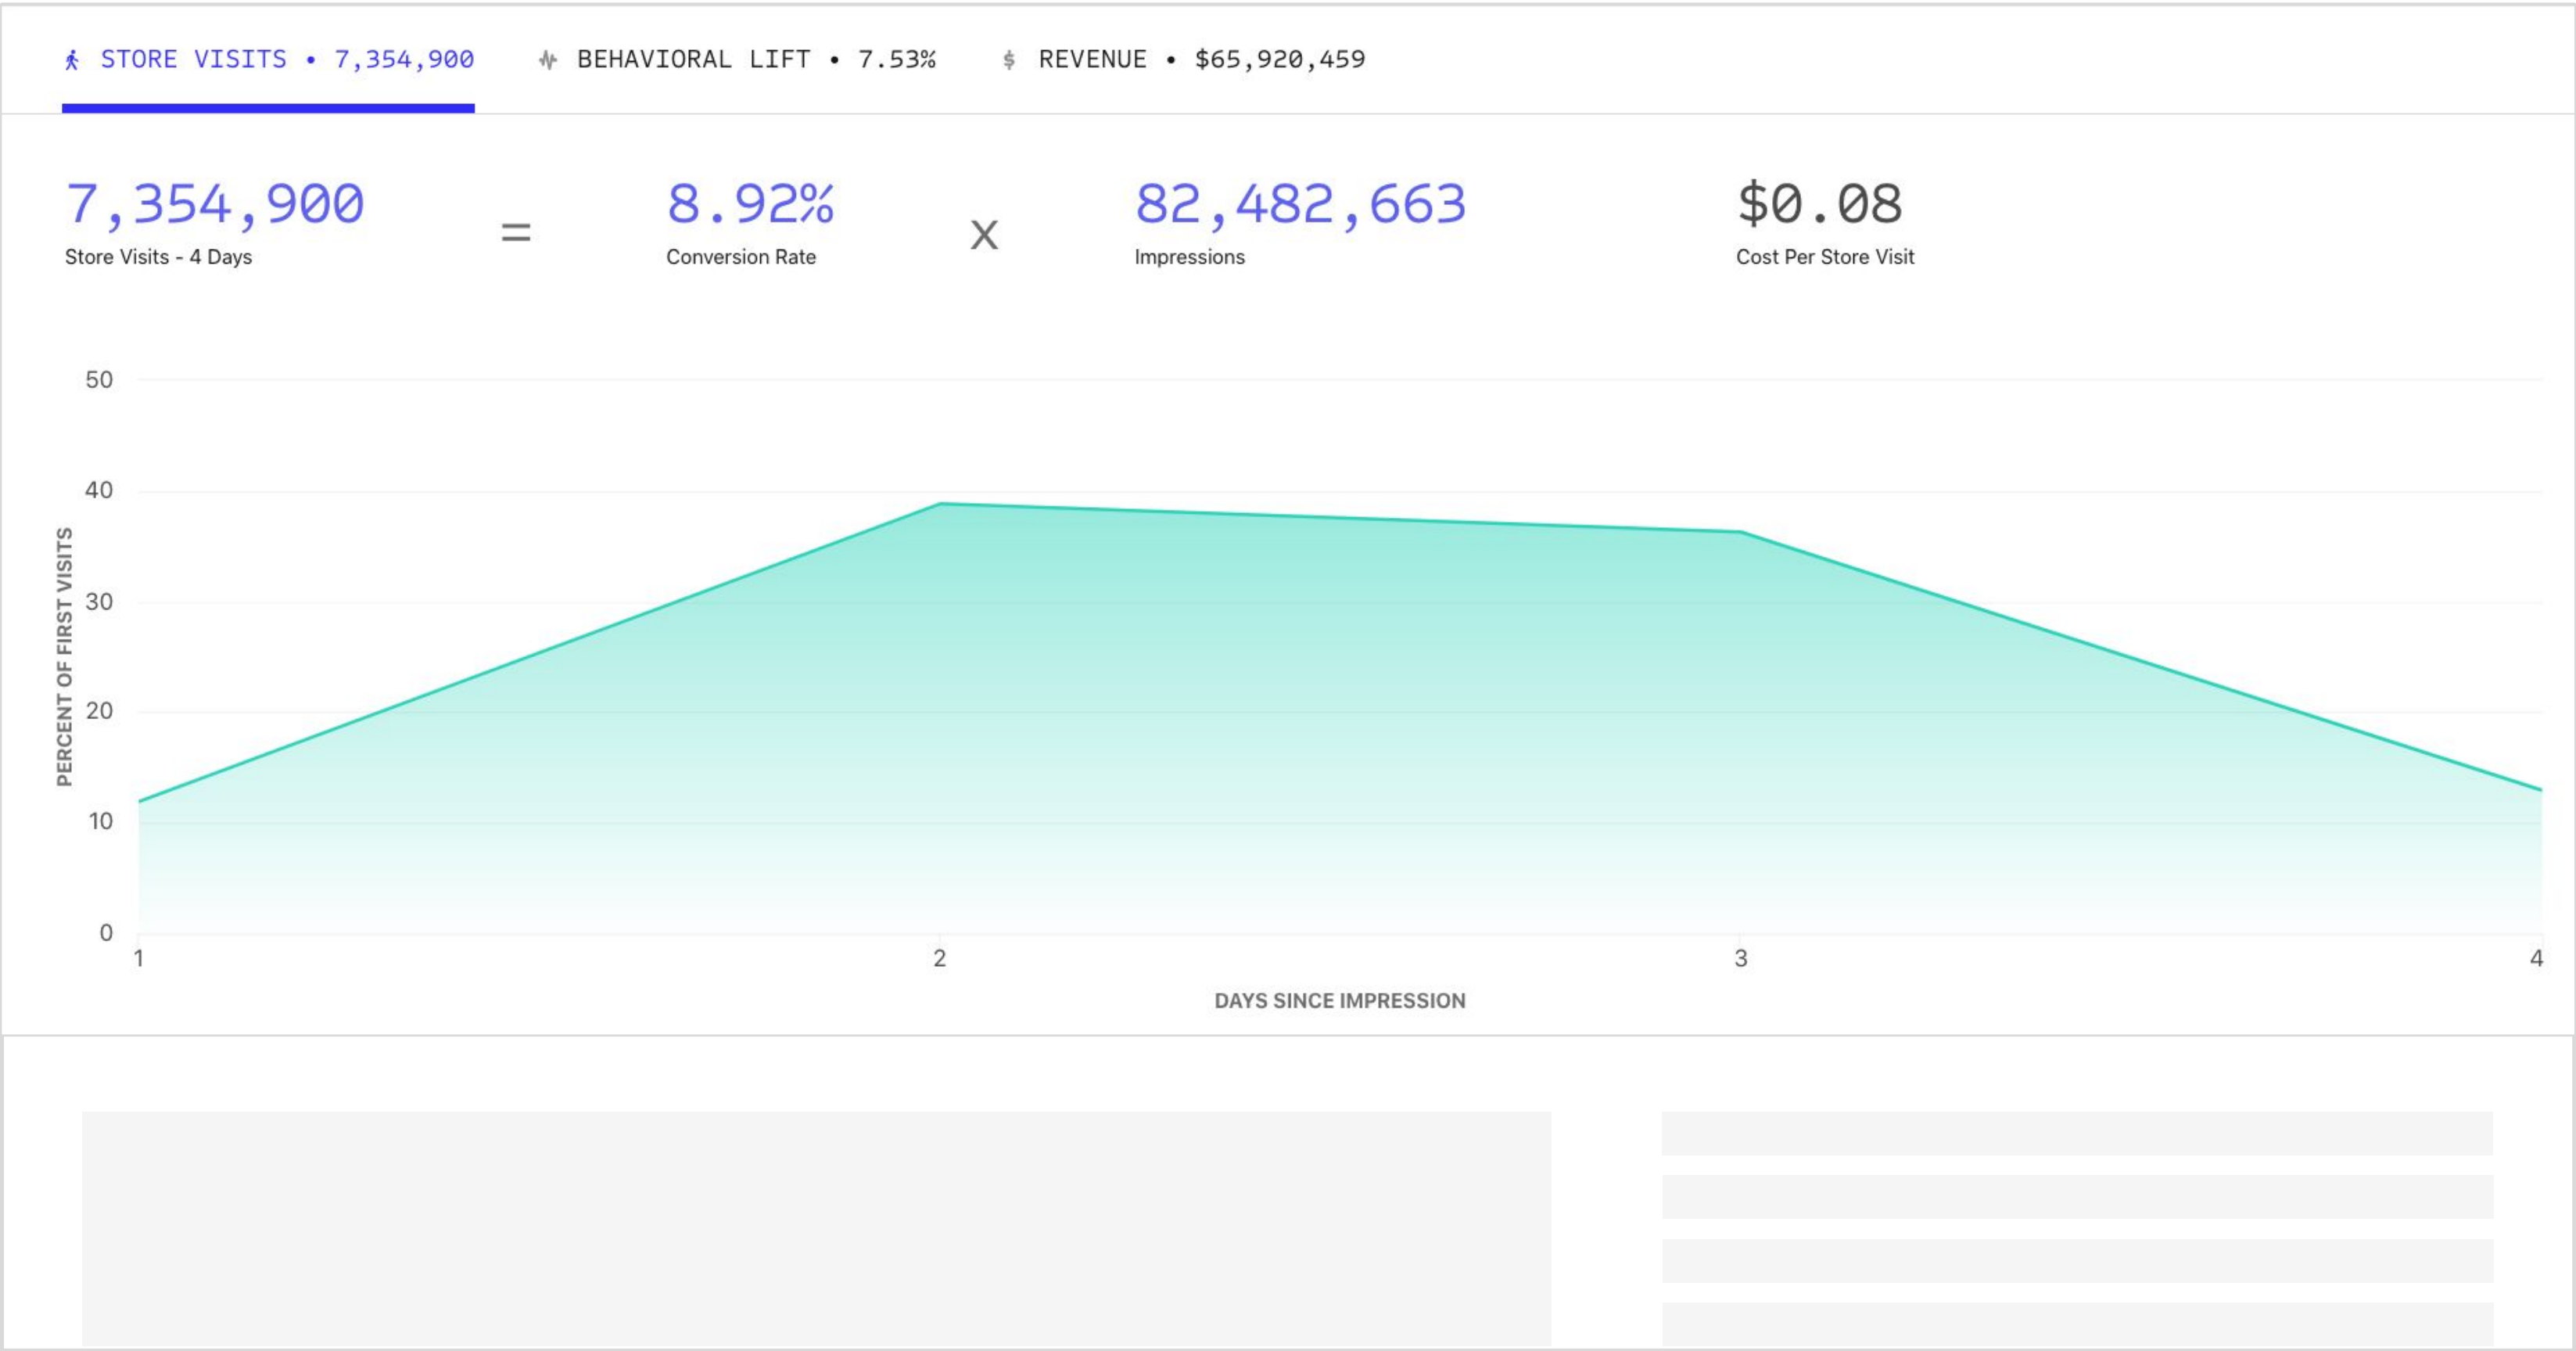 STORE VISITS • 7,354,900 BEHAVIORAL LIFT • 7.53% $ REVENUE • $65,920,459
7,354,900 = 8.92% x 82,482,663 $0.08
Store Visits - 4 Days Conversion Rate Impressions Cost Per Store Visit
50
40
30
20
10
0
PERCENT OF FIRST VISITS
1 2 3 4
DAYS SINCE IMPRESSION